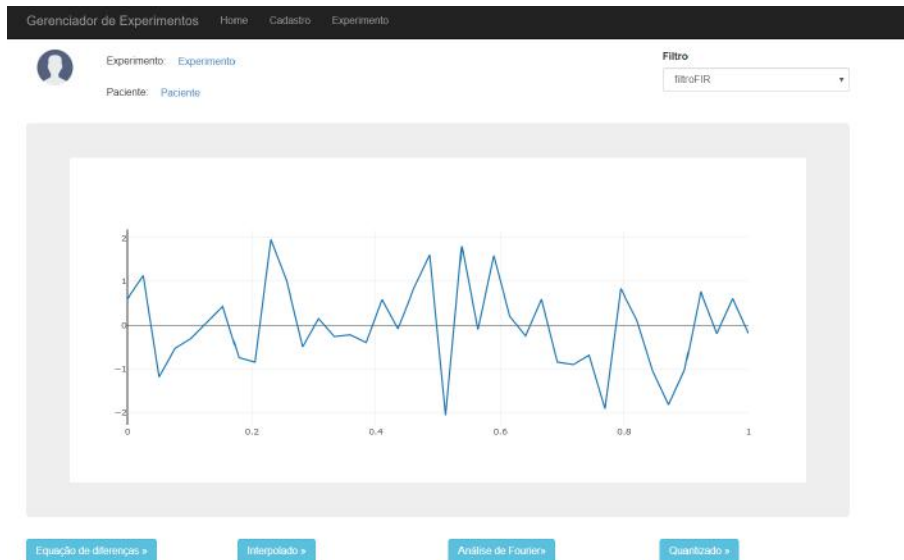 Gerenciador de Experimentos Home Cadastro Experimento
Experimento: Experimento
Paciente: Paciente
Filtro
filtroFIR
2
1
0
−1
−2
0 0.2 0.4 0.6 0.8 1
Equação de diferenças » Interpolado » Análise de Fourier» Quantizado »